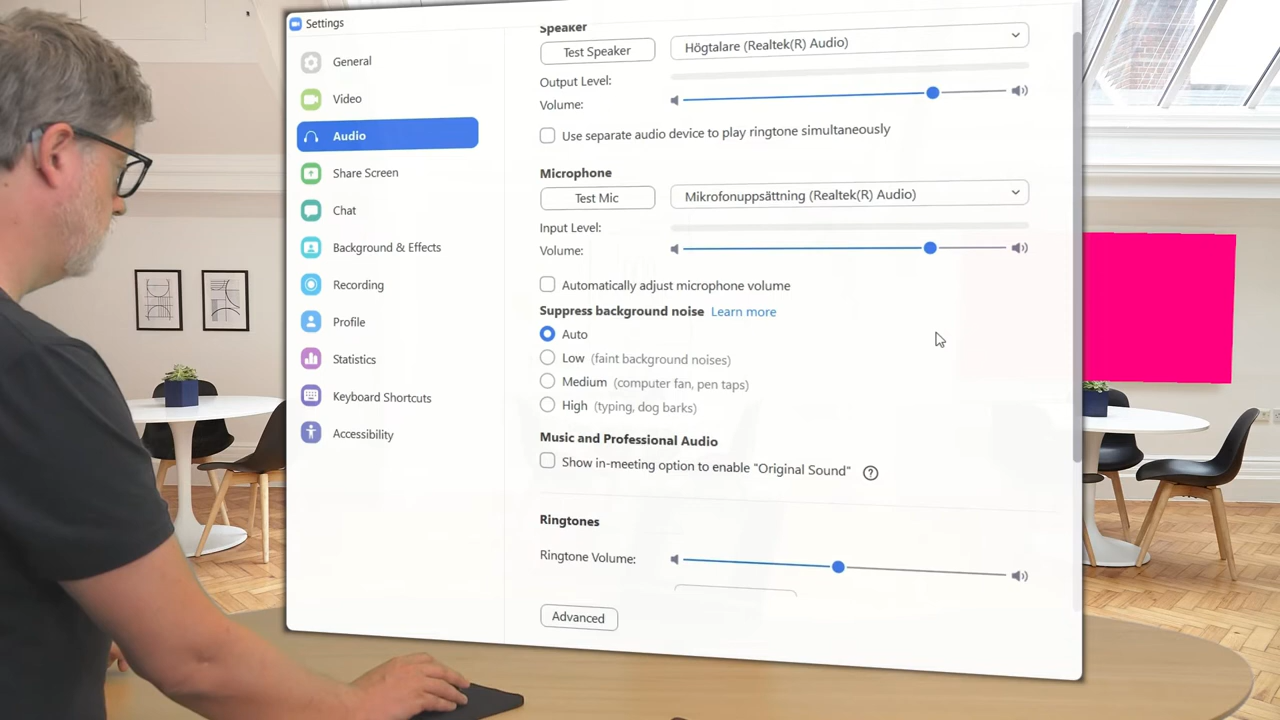 Settings
General
Video
Audio
Share Screen
Chat
Background & Effects
Recording
Profile
Statistics
Keyboard Shortcuts
Accessibility
Speaker
Test Speaker
Högtalare (Realtek(R) Audio)
Output Level:
Volume:
Use separate audio device to play ringtone simultaneously
Microphone
Test Mic
Mikrofonuppsättning (Realtek(R) Audio)
Input Level:
Volume:
Automatically adjust microphone volume
Suppress background noise Learn more
Auto
Low (faint background noises)
Medium (computer fan, pen taps)
High (typing, dog barks)
Music and Professional Audio
Show in-meeting option to enable "Original Sound" ?
Ringtones
Ringtone Volume:
Advanced